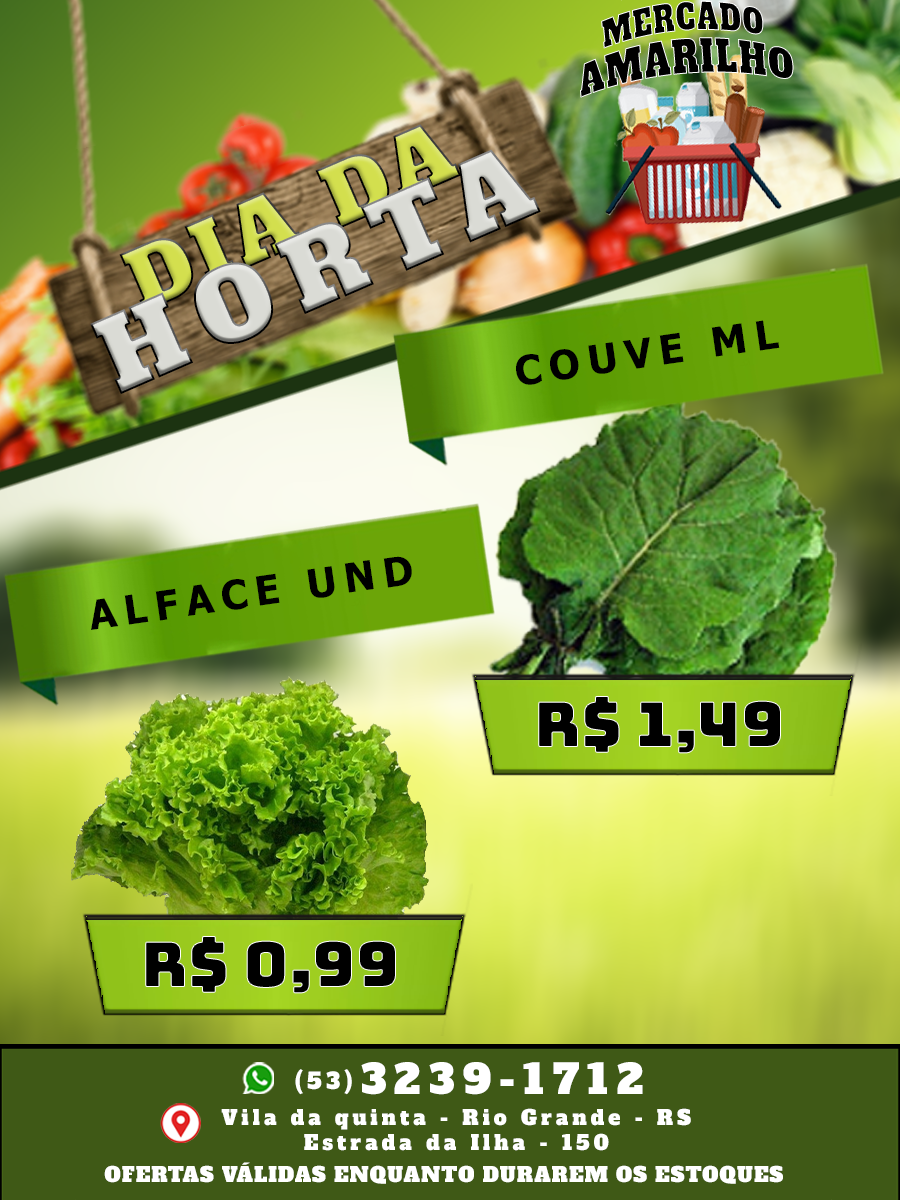 MERCADO
AMARILHO
DIA DA
HORTA
COUVE ML
ALFACE UND
R$ 1,49
R$ 0,99
(53) 3239-1712
Vila da quinta - Rio Grande - RS
Estrada da Ilha - 150
OFERTAS VÁLIDAS ENQUANTO DURAREM OS ESTOQUES